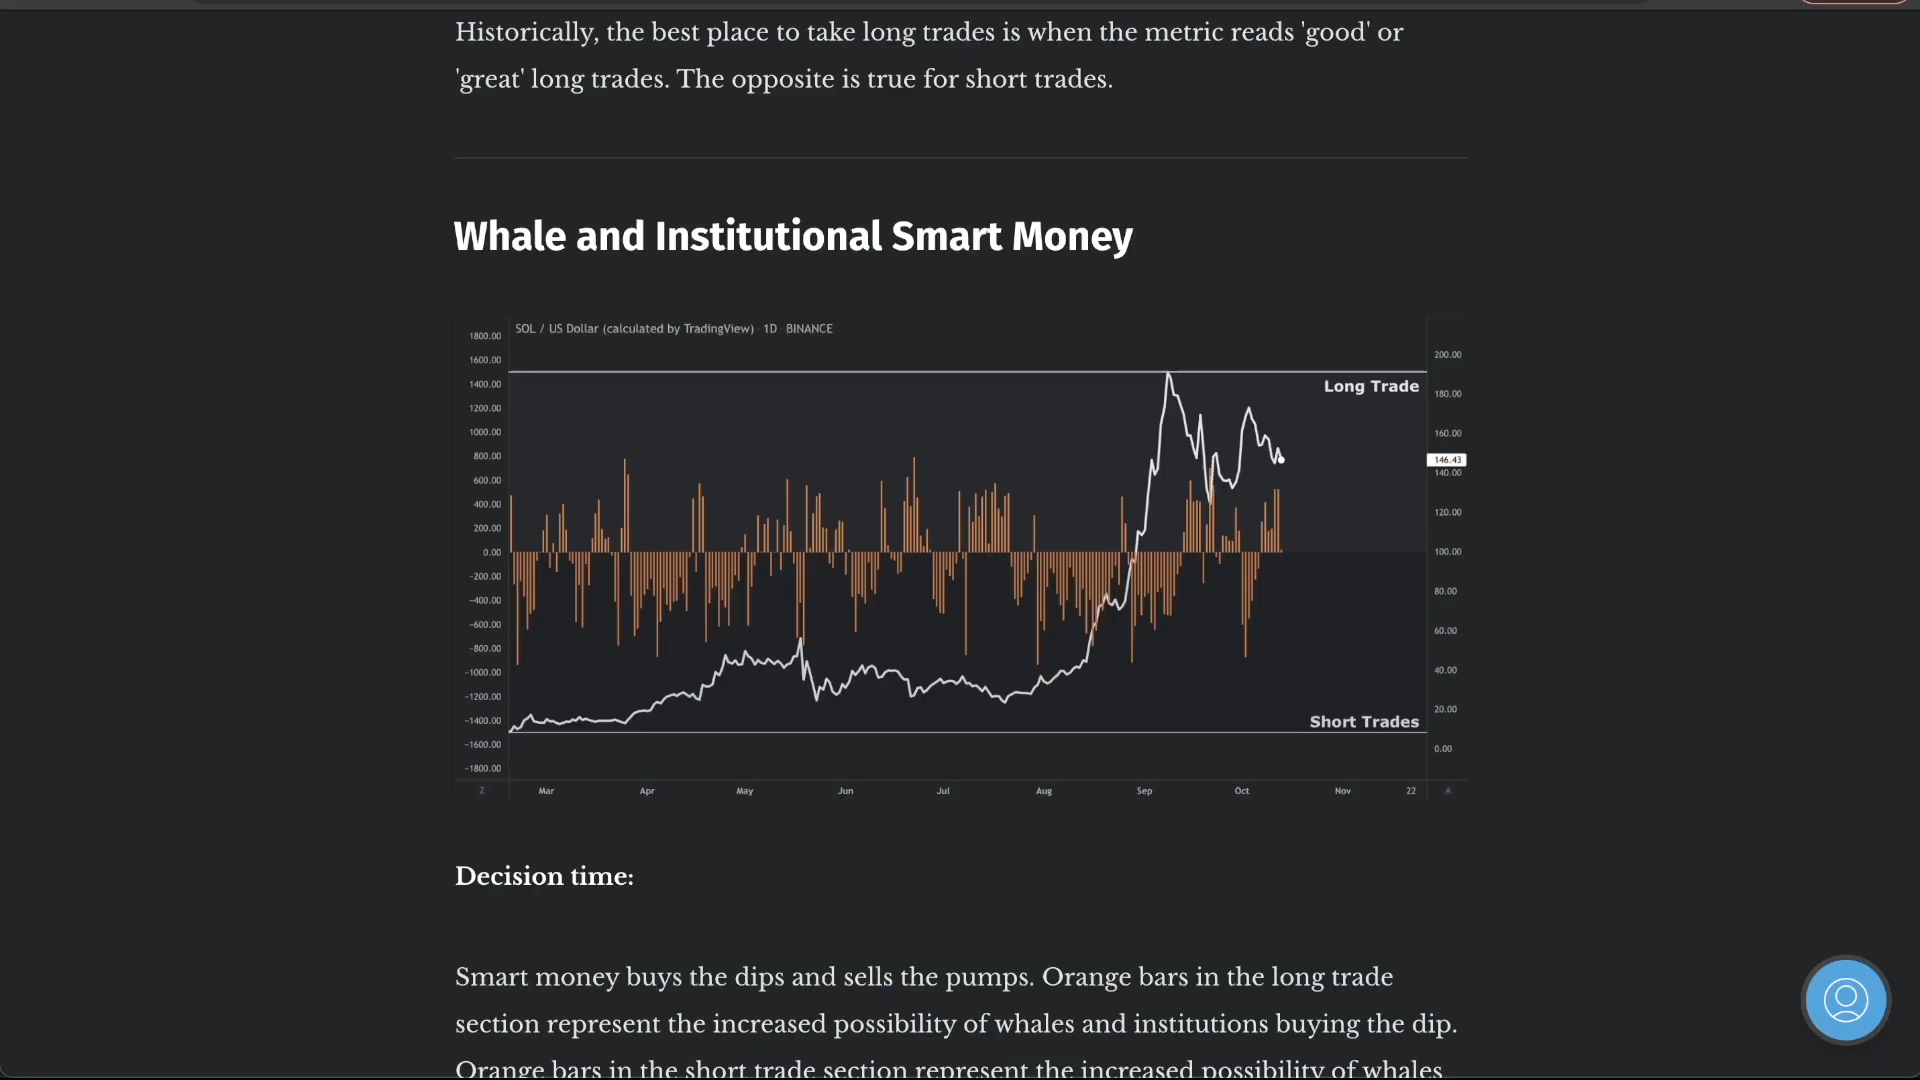 Historically, the best place to take long trades is when the metric reads 'good' or
'great' long trades. The opposite is true for short trades.
Whale and Institutional Smart Money
SOL / US Dollar (calculated by TradingView) · 1D · BINANCE
1800.00
1600.00
1400.00
1200.00
1000.00
800.00
600.00
400.00
200.00
0.00
−200.00
−400.00
−600.00
−800.00
−1000.00
−1200.00
−1400.00
−1600.00
−1800.00
Long Trade
Short Trades
200.00
180.00
160.00
146.43
140.00
120.00
100.00
80.00
60.00
40.00
20.00
0.00
Z Mar Apr May Jun Jul Aug Sep Oct Nov 22 A
Decision time:
Smart money buys the dips and sells the pumps. Orange bars in the long trade
section represent the increased possibility of whales and institutions buying the dip.
Orange bars in the short trade section represent the increased possibility of whales